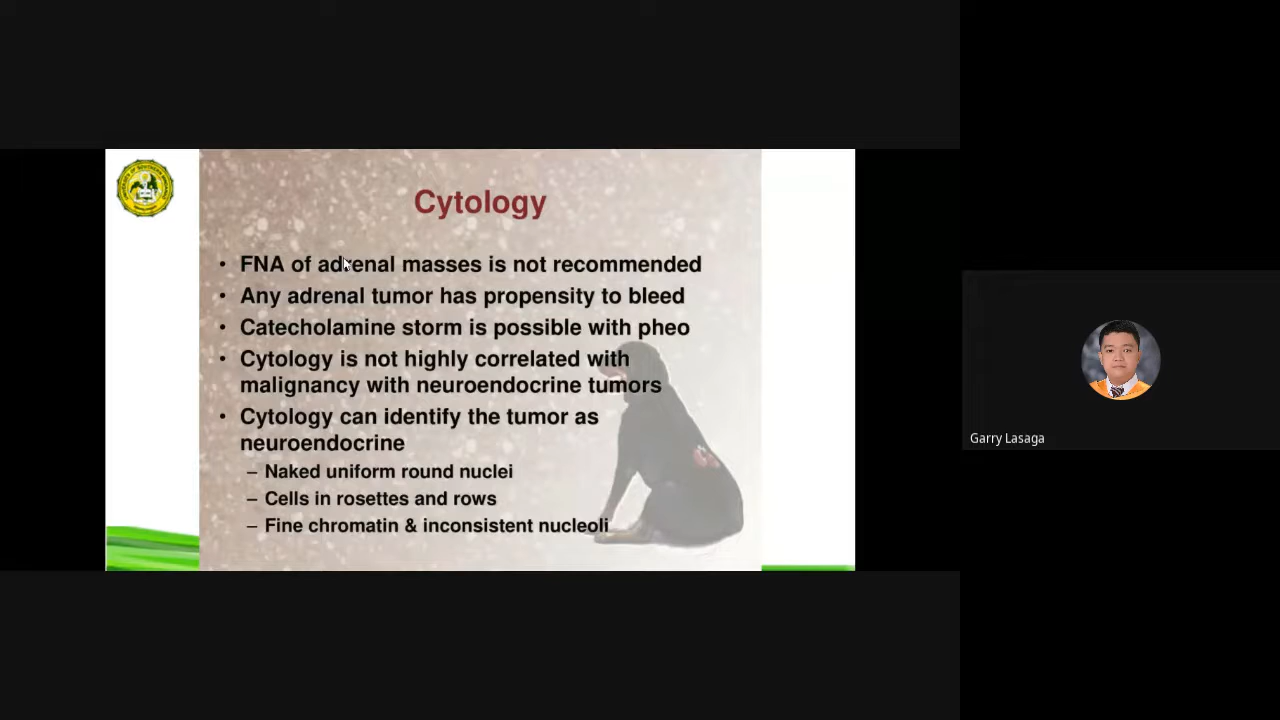 Cytology
• FNA of adrenal masses is not recommended
• Any adrenal tumor has propensity to bleed
• Catecholamine storm is possible with pheo
• Cytology is not highly correlated with
malignancy with neuroendocrine tumors
• Cytology can identify the tumor as
neuroendocrine
– Naked uniform round nuclei
– Cells in rosettes and rows
– Fine chromatin & inconsistent nucleoli
Garry Lasaga